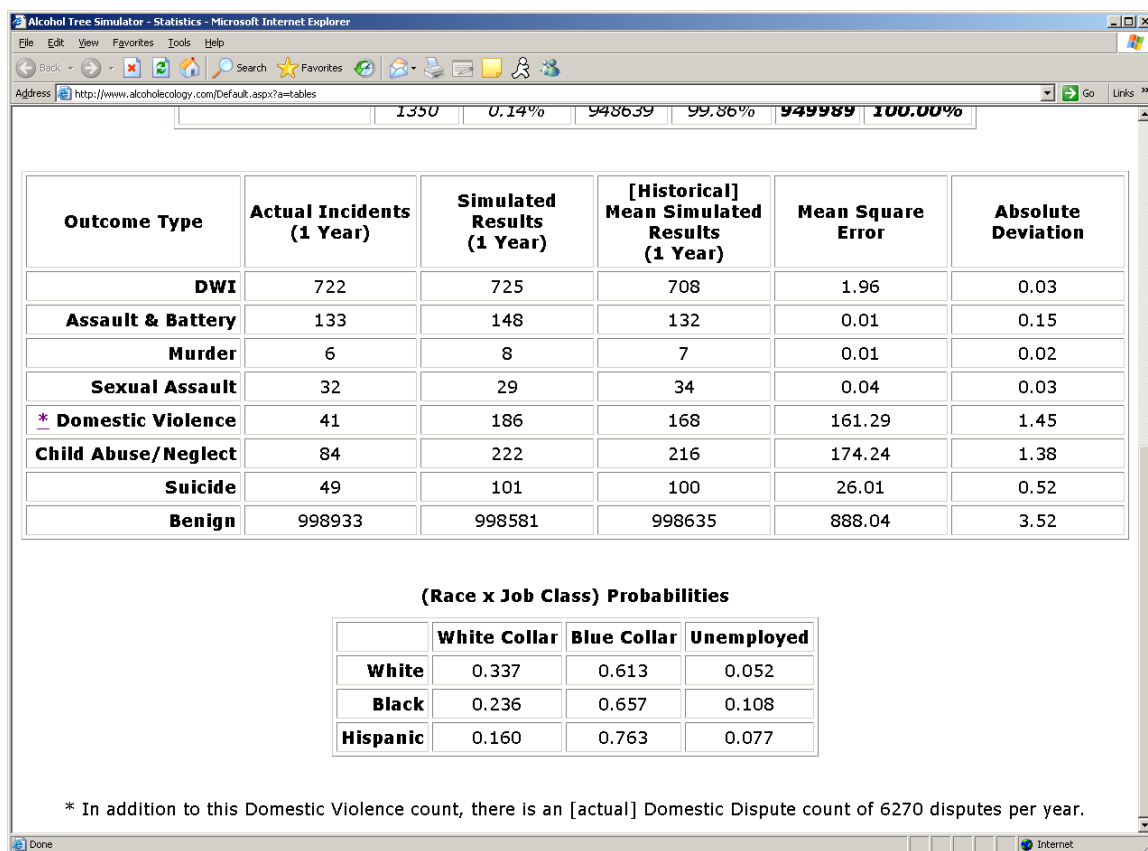 Alcohol Tree Simulator - Statistics - Microsoft Internet Explorer
File Edit View Favorites Tools Help
Back Search Favorites
Address http://www.alcoholecology.com/Default.aspx?a=tables Go Links »
1350 0.14% 948639 99.86% 949989 100.00%
Outcome Type Actual Incidents (1 Year) Simulated Results (1 Year) [Historical] Mean Simulated Results (1 Year) Mean Square Error Absolute Deviation
DWI 722 725 708 1.96 0.03
Assault & Battery 133 148 132 0.01 0.15
Murder 6 8 7 0.01 0.02
Sexual Assault 32 29 34 0.04 0.03
* Domestic Violence 41 186 168 161.29 1.45
Child Abuse/Neglect 84 222 216 174.24 1.38
Suicide 49 101 100 26.01 0.52
Benign 998933 998581 998635 888.04 3.52
(Race x Job Class) Probabilities
White Collar Blue Collar Unemployed
White 0.337 0.613 0.052
Black 0.236 0.657 0.108
Hispanic 0.160 0.763 0.077
* In addition to this Domestic Violence count, there is an [actual] Domestic Dispute count of 6270 disputes per year.
Done Internet